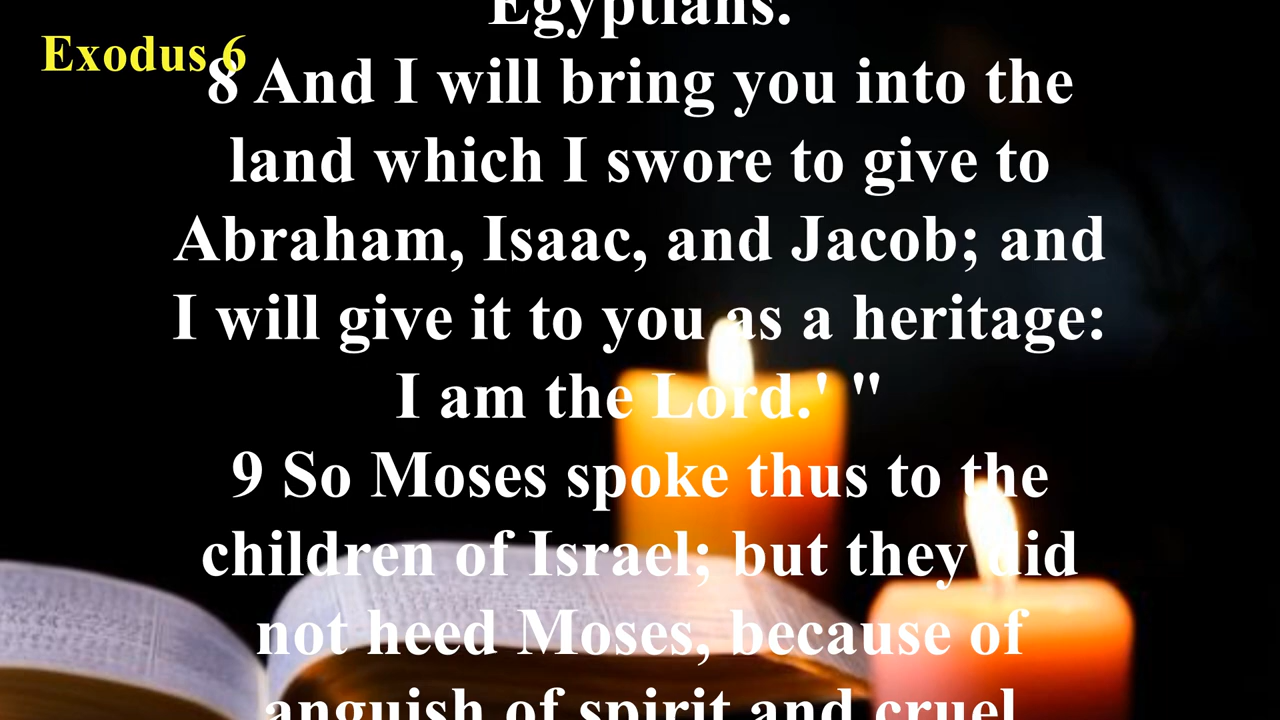 Egyptians.
Exodus 6
8 And I will bring you into the
land which I swore to give to
Abraham, Isaac, and Jacob; and
I will give it to you as a heritage:
I am the Lord.' "
9 So Moses spoke thus to the
children of Israel; but they did
not heed Moses, because of
anguish of spirit and cruel